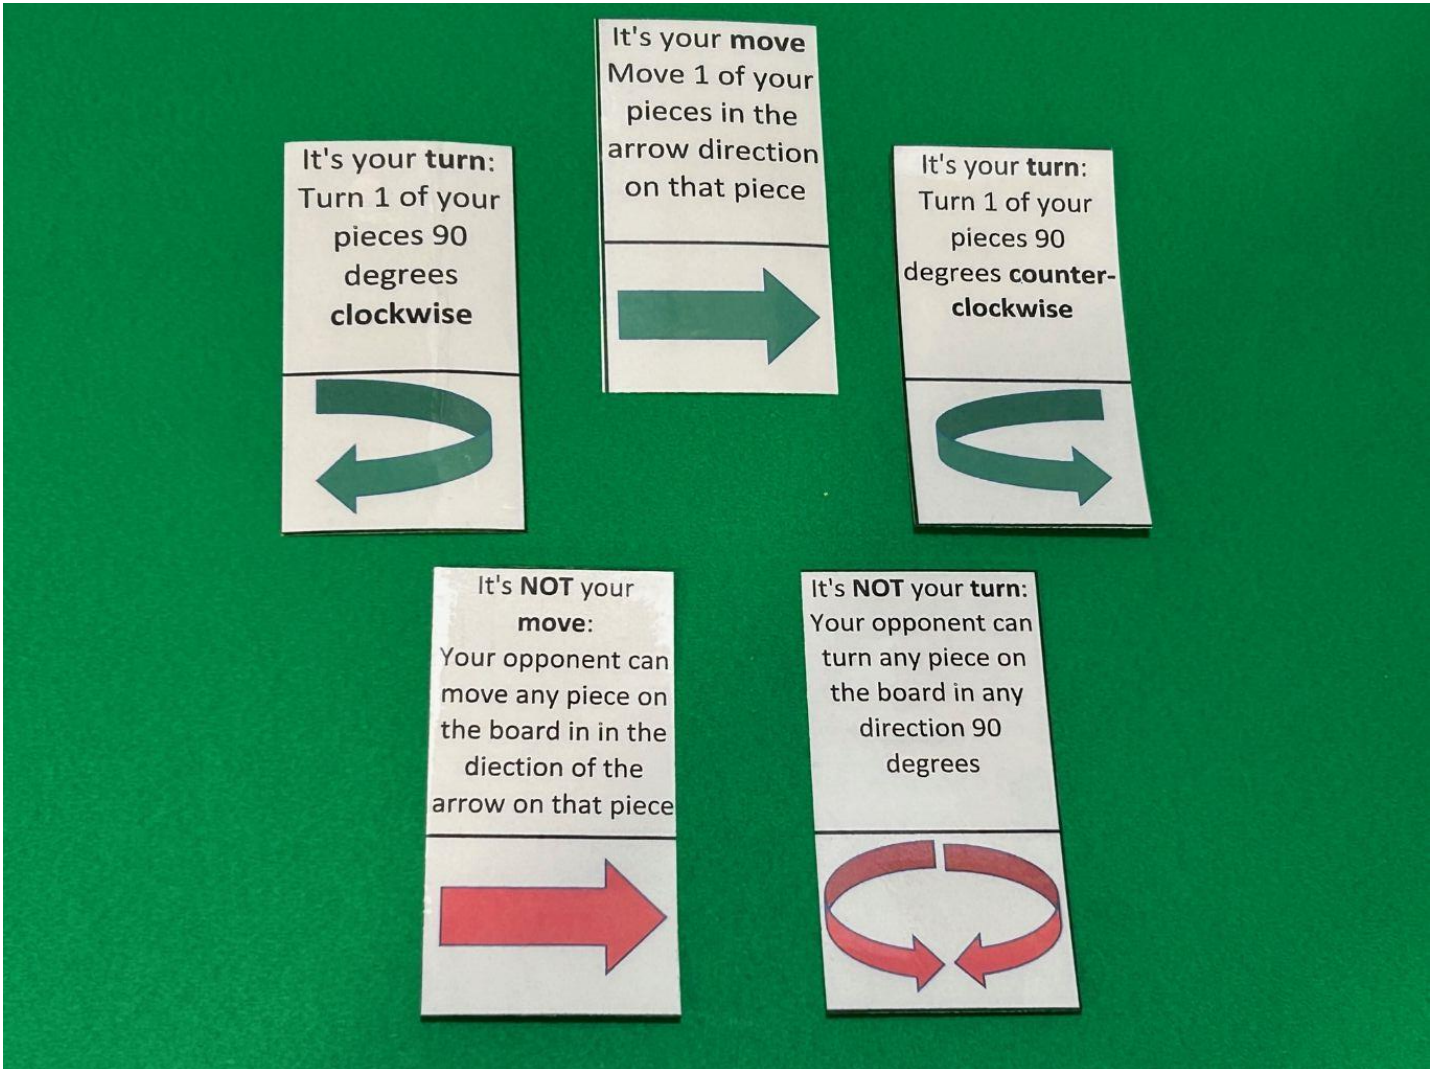 It's your turn:
Turn 1 of your
pieces 90
degrees
clockwise
It's your move
Move 1 of your
pieces in the
arrow direction
on that piece
It's your turn:
Turn 1 of your
pieces 90
degrees counter-
clockwise
It's NOT your
move:
Your opponent can
move any piece on
the board in in the
diection of the
arrow on that piece
It's NOT your turn:
Your opponent can
turn any piece on
the board in any
direction 90
degrees